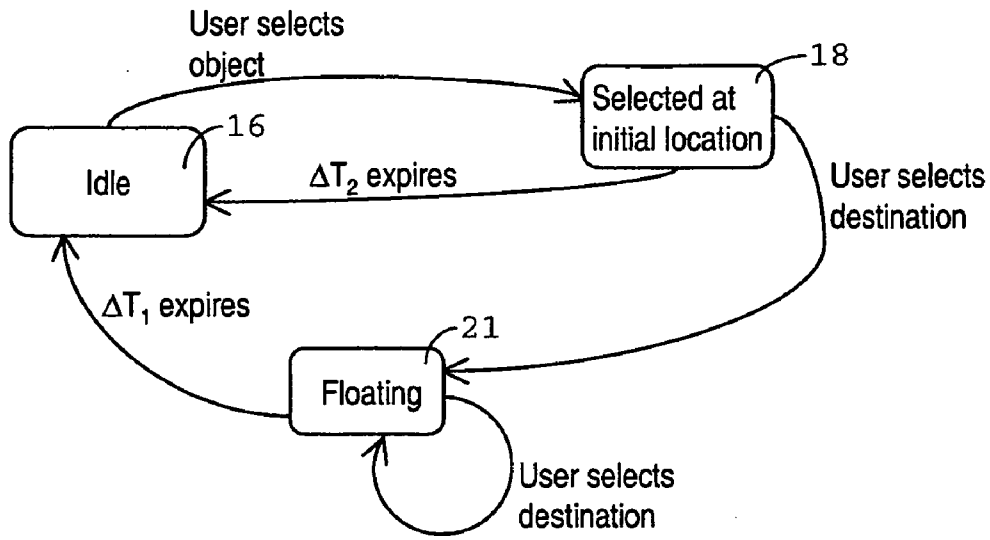 User selects
object
18
Selected at
initial location
16
Idle
ΔT₂ expires
User selects
destination
ΔT₁ expires
21
Floating
User selects
destination